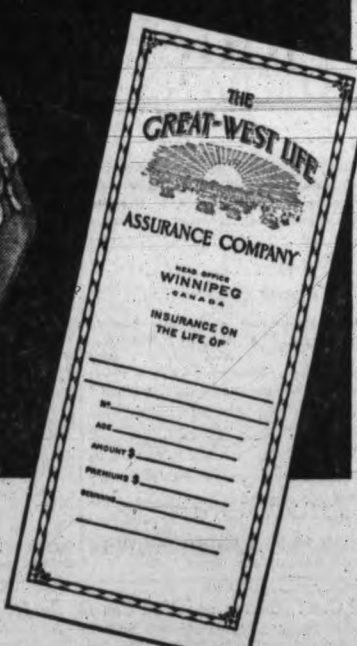 THE
GREAT-WEST LIFE
ASSURANCE COMPANY
HEAD OFFICE
WINNIPEG
CANADA
INSURANCE ON
THE LIFE OF
No.
AGE
AMOUNT $
PREMIUMS $